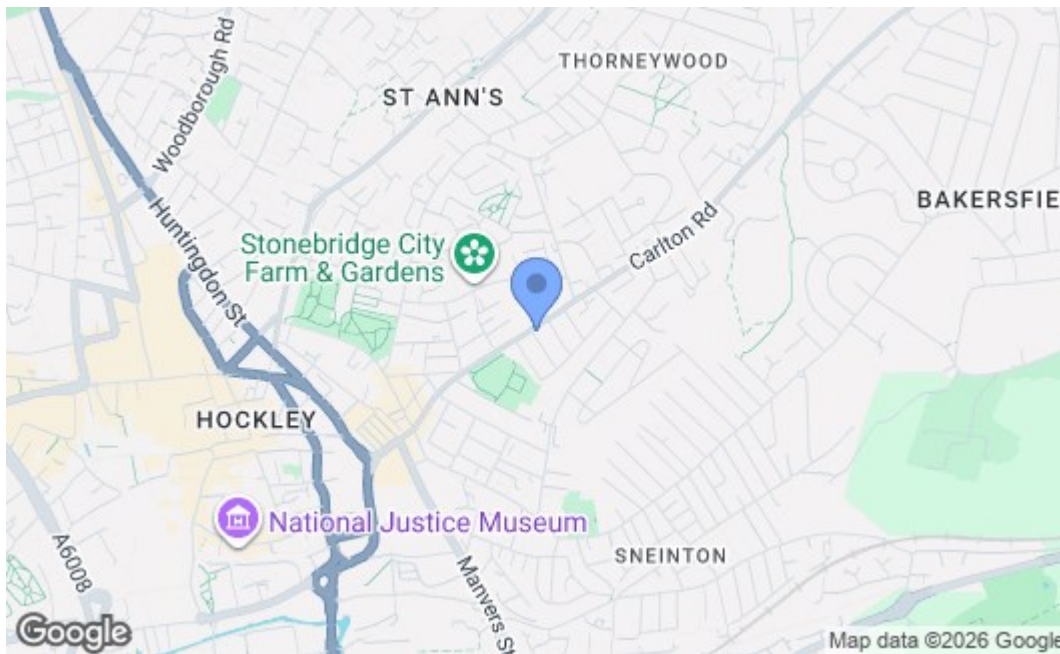 THORNEYWOOD
Woodborough Rd
ST ANN'S
BAKERSFIE
Huntingdon St
Stonebridge City
Farm & Gardens
Carlton Rd
HOCKLEY
National Justice Museum
A6008
Manvers St
SNEINTON
Google
Map data ©2026 Google